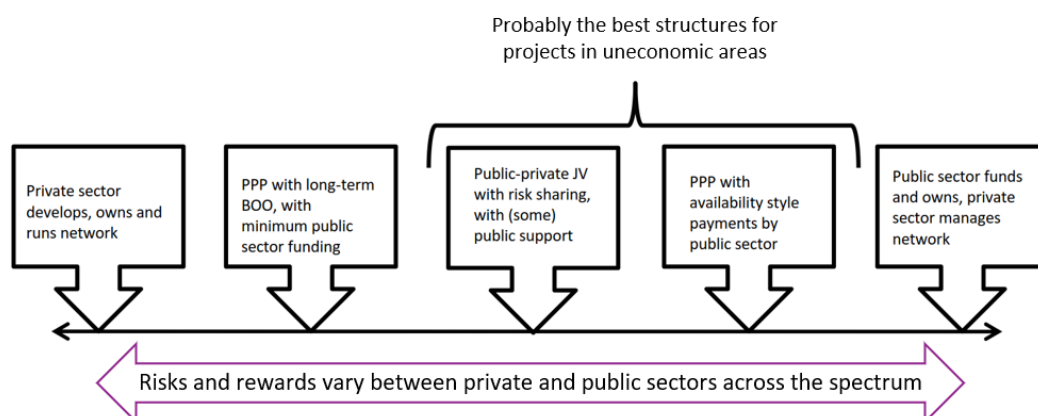 Probably the best structures for
projects in uneconomic areas
Private sector
develops, owns and
runs network
PPP with long-term
BOO, with
minimum public
sector funding
Public-private JV
with risk sharing,
with (some)
public support
PPP with
availability style
payments by
public sector
Public sector funds
and owns, private
sector manages
network
Risks and rewards vary between private and public sectors across the spectrum